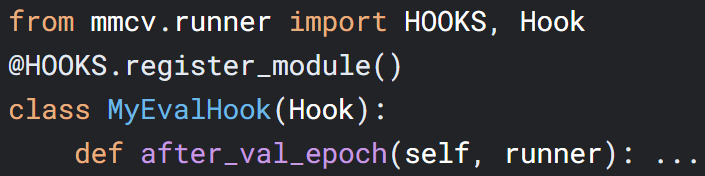 from mmcv.runner import HOOKS, Hook
@HOOKS.register_module()
class MyEvalHook(Hook):
    def after_val_epoch(self, runner): ...